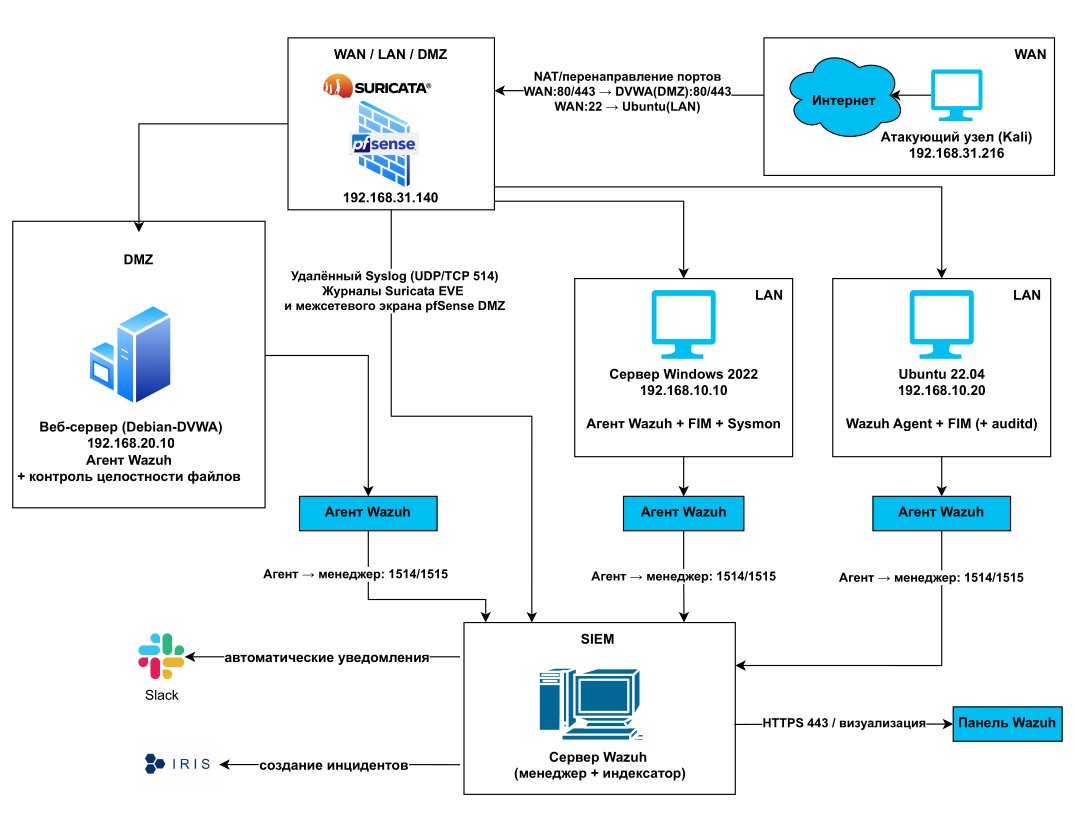 WAN / LAN / DMZ
SURICATA®
pfsense
192.168.31.140
NAT/перенаправление портов
WAN:80/443 → DVWA(DMZ):80/443
WAN:22 → Ubuntu(LAN)
WAN
Интернет
Атакующий узел (Kali)
192.168.31.216
DMZ
Веб-сервер (Debian-DVWA)
192.168.20.10
Агент Wazuh
+ контроль целостности файлов
Удалённый Syslog (UDP/TCP 514)
Журналы Suricata EVE
и межсетевого экрана pfSense DMZ
LAN
Сервер Windows 2022
192.168.10.10
Агент Wazuh + FIM + Sysmon
LAN
Ubuntu 22.04
192.168.10.20
Wazuh Agent + FIM (+ auditd)
Агент Wazuh
Агент Wazuh
Агент Wazuh
Агент → менеджер: 1514/1515
Агент → менеджер: 1514/1515
Агент → менеджер: 1514/1515
SIEM
Сервер Wazuh
(менеджер + индексатор)
автоматические уведомления
Slack
создание инцидентов
IRIS
HTTPS 443 / визуализация
Панель Wazuh